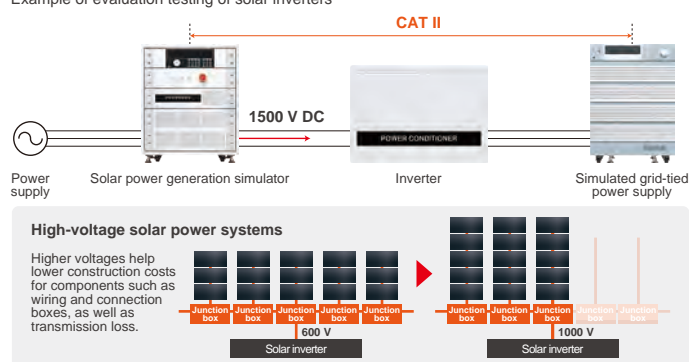 Example of evaluation testing of solar inverters
CAT II
1500 V DC
POWER CONDITIONER
Power
supply
Solar power generation simulator
Inverter
Simulated grid-tied
power supply
High-voltage solar power systems
Higher voltages help
lower construction costs
for components such as
wiring and connection
boxes, as well as
transmission loss.
Junction
box
Junction
box
Junction
box
Junction
box
Junction
box
600 V
Solar inverter
Junction
box
Junction
box
Junction
box
Junction
box
Junction
box
1000 V
Solar inverter